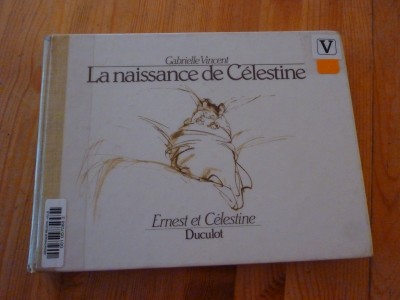 Gabrielle Vincent
La naissance de Célestine
V
Ernest et Célestine
Duculot